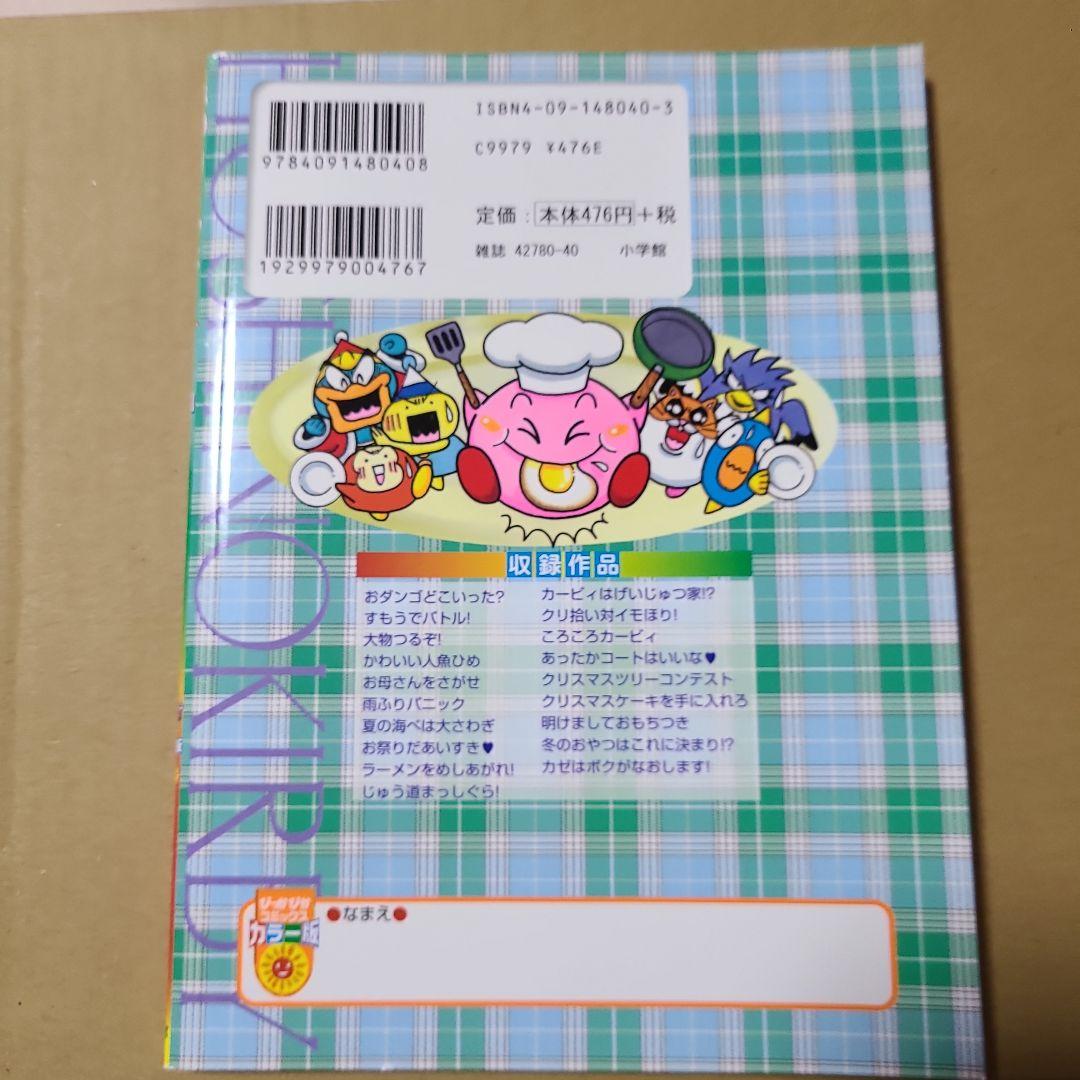 ISBN4-09-148040-3
9784091480408
C9979 ¥476E
定価：本体476円+税
1929979004767
雑誌 42780-40 小学館
HOSHI NO KIRBY
収録作品
おダンゴどこいった?
すもうでバトル!
大物つるぞ!
かわいい人魚ひめ
お母さんをさがせ
雨ふりパニック
夏の海べは大さわぎ
お祭りだあいすき♥
ラーメンをめしあがれ!
じゅう道まっしぐら!
カービィはげいじゅつ家!?
クリ拾い対イモほり!
ころころカービィ
あったかコートはいいな♥
クリスマスツリーコンテスト
クリスマスケーキを手に入れろ
明けましておもちつき
冬のおやつはこれに決まり!?
カゼはボクがなおします!
ぴっかぴか
コミックス
カラー版
●なまえ●